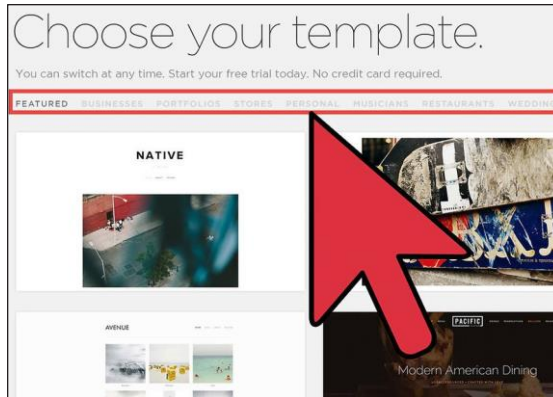 Choose your template.
You can switch at any time. Start your free trial today. No credit card required.
FEATURED BUSINESSES PORTFOLIOS STORES PERSONAL MUSICIANS RESTAURANTS WEDDING
NATIVE
AVENUE
PACIFIC
Modern American Dining